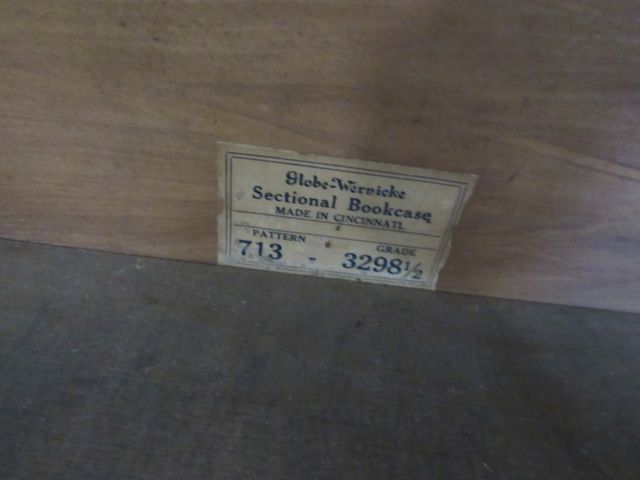 Globe-Wernicke
Sectional Bookcase
MADE IN CINCINNATI.
PATTERN GRADE
713 - 3298½